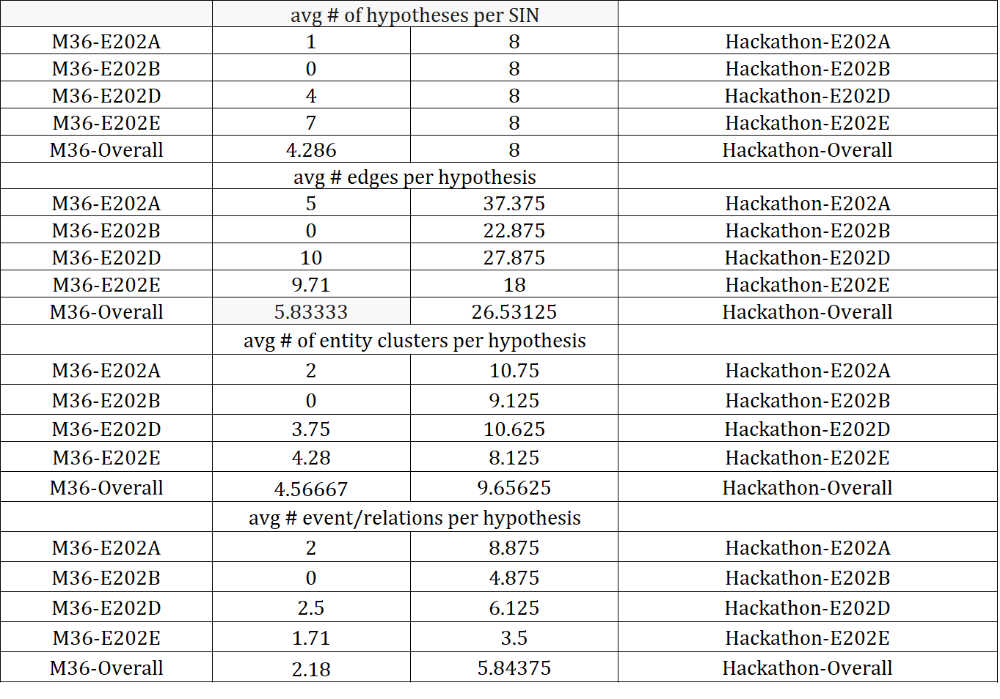 avg # of hypotheses per SIN
M36-E202A 1 8 Hackathon-E202A
M36-E202B 0 8 Hackathon-E202B
M36-E202D 4 8 Hackathon-E202D
M36-E202E 7 8 Hackathon-E202E
M36-Overall 4.286 8 Hackathon-Overall
avg # edges per hypothesis
M36-E202A 5 37.375 Hackathon-E202A
M36-E202B 0 22.875 Hackathon-E202B
M36-E202D 10 27.875 Hackathon-E202D
M36-E202E 9.71 18 Hackathon-E202E
M36-Overall 5.83333 26.53125 Hackathon-Overall
avg # of entity clusters per hypothesis
M36-E202A 2 10.75 Hackathon-E202A
M36-E202B 0 9.125 Hackathon-E202B
M36-E202D 3.75 10.625 Hackathon-E202D
M36-E202E 4.28 8.125 Hackathon-E202E
M36-Overall 4.56667 9.65625 Hackathon-Overall
avg # event/relations per hypothesis
M36-E202A 2 8.875 Hackathon-E202A
M36-E202B 0 4.875 Hackathon-E202B
M36-E202D 2.5 6.125 Hackathon-E202D
M36-E202E 1.71 3.5 Hackathon-E202E
M36-Overall 2.18 5.84375 Hackathon-Overall